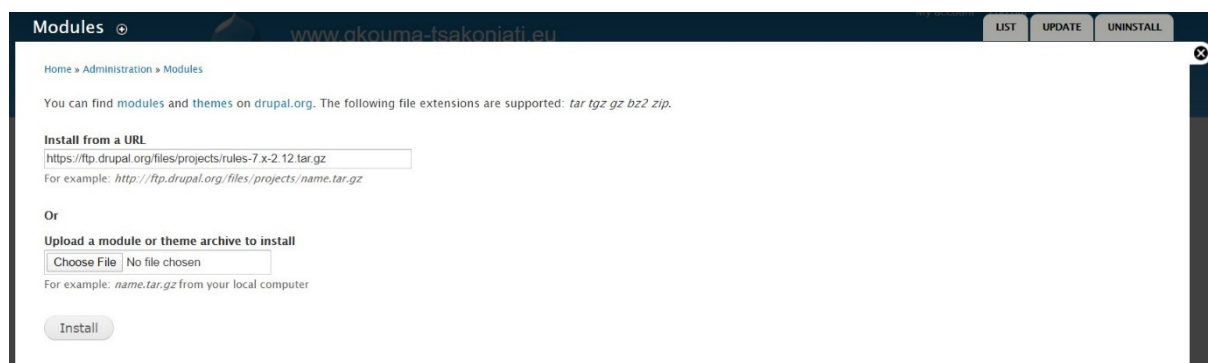 Modules
www.gkouma-tsakoniati.eu
My account
LIST
UPDATE
UNINSTALL
Home » Administration » Modules
You can find modules and themes on drupal.org. The following file extensions are supported: tar tgz gz bz2 zip.
Install from a URL
https://ftp.drupal.org/files/projects/rules-7.x-2.12.tar.gz
For example: http://ftp.drupal.org/files/projects/name.tar.gz
Or
Upload a module or theme archive to install
Choose File No file chosen
For example: name.tar.gz from your local computer
Install